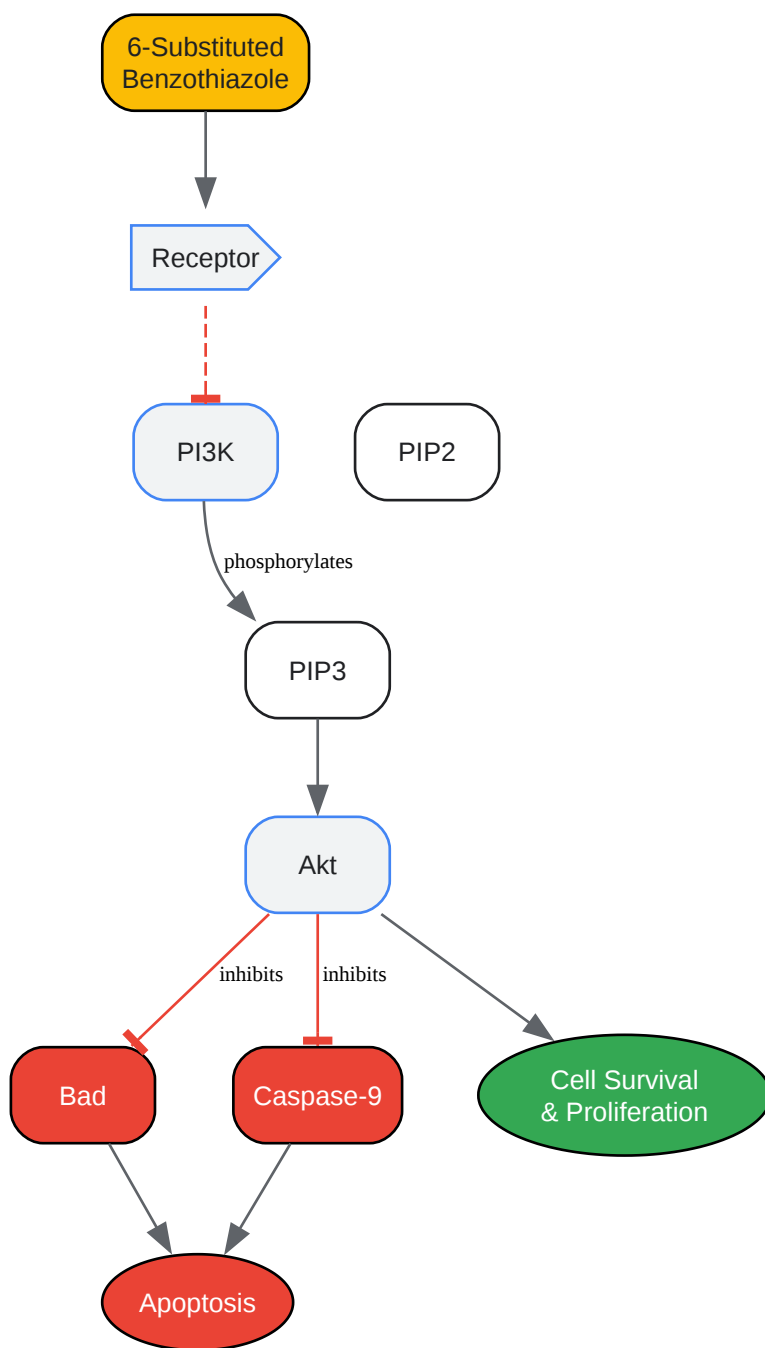 6-Substituted
Benzothiazole
Receptor
PI3K
PIP2
phosphorylates
PIP3
Akt
inhibits
inhibits
Bad
Caspase-9
Cell Survival
& Proliferation
Apoptosis